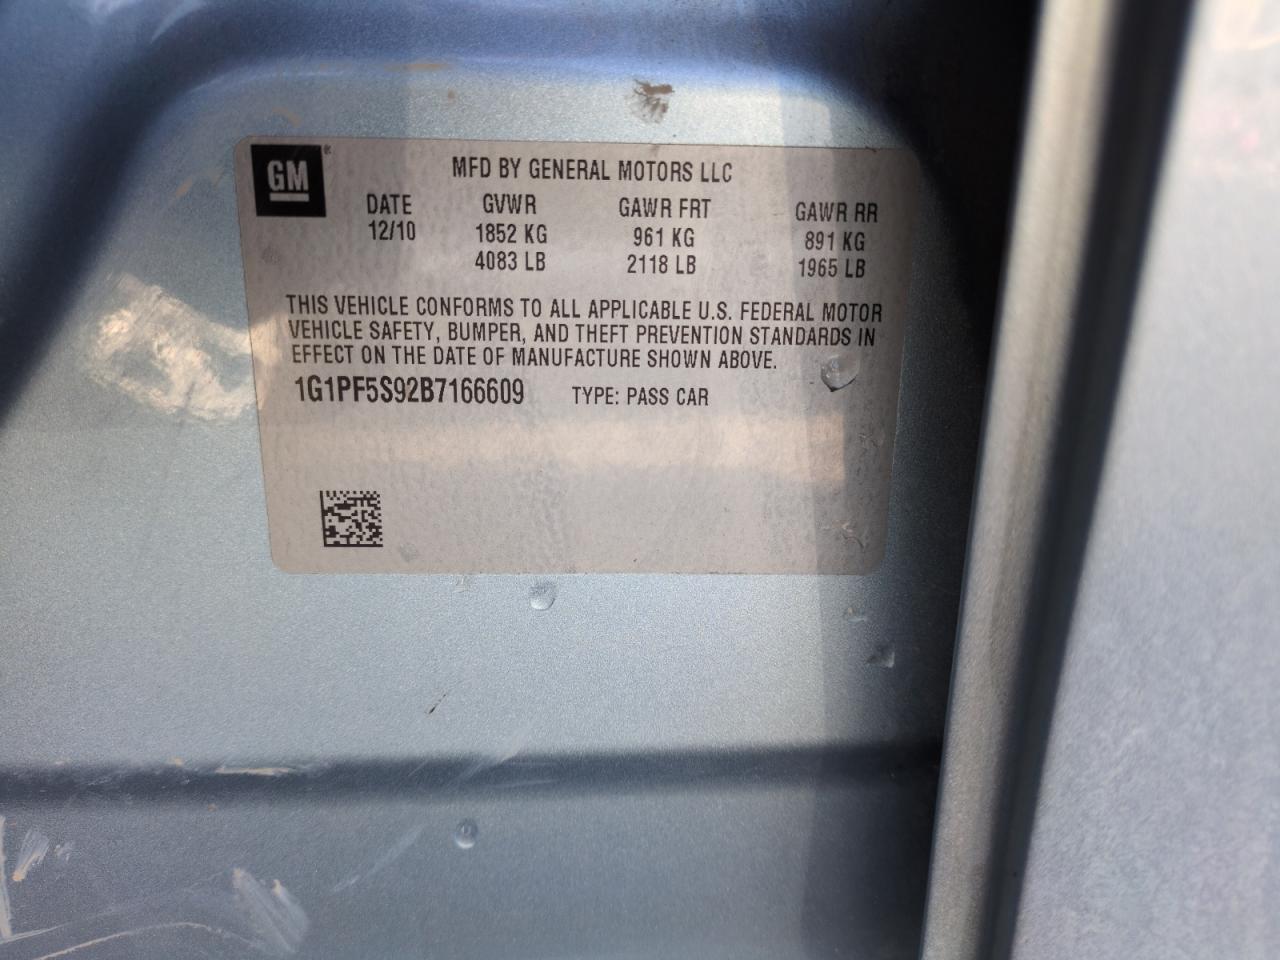 GM ®
MFD BY GENERAL MOTORS LLC
DATE GVWR GAWR FRT GAWR RR
12/10 1852 KG 961 KG 891 KG
4083 LB 2118 LB 1965 LB
THIS VEHICLE CONFORMS TO ALL APPLICABLE U.S. FEDERAL MOTOR
VEHICLE SAFETY, BUMPER, AND THEFT PREVENTION STANDARDS IN
EFFECT ON THE DATE OF MANUFACTURE SHOWN ABOVE.
1G1PF5S92B7166609 TYPE: PASS CAR